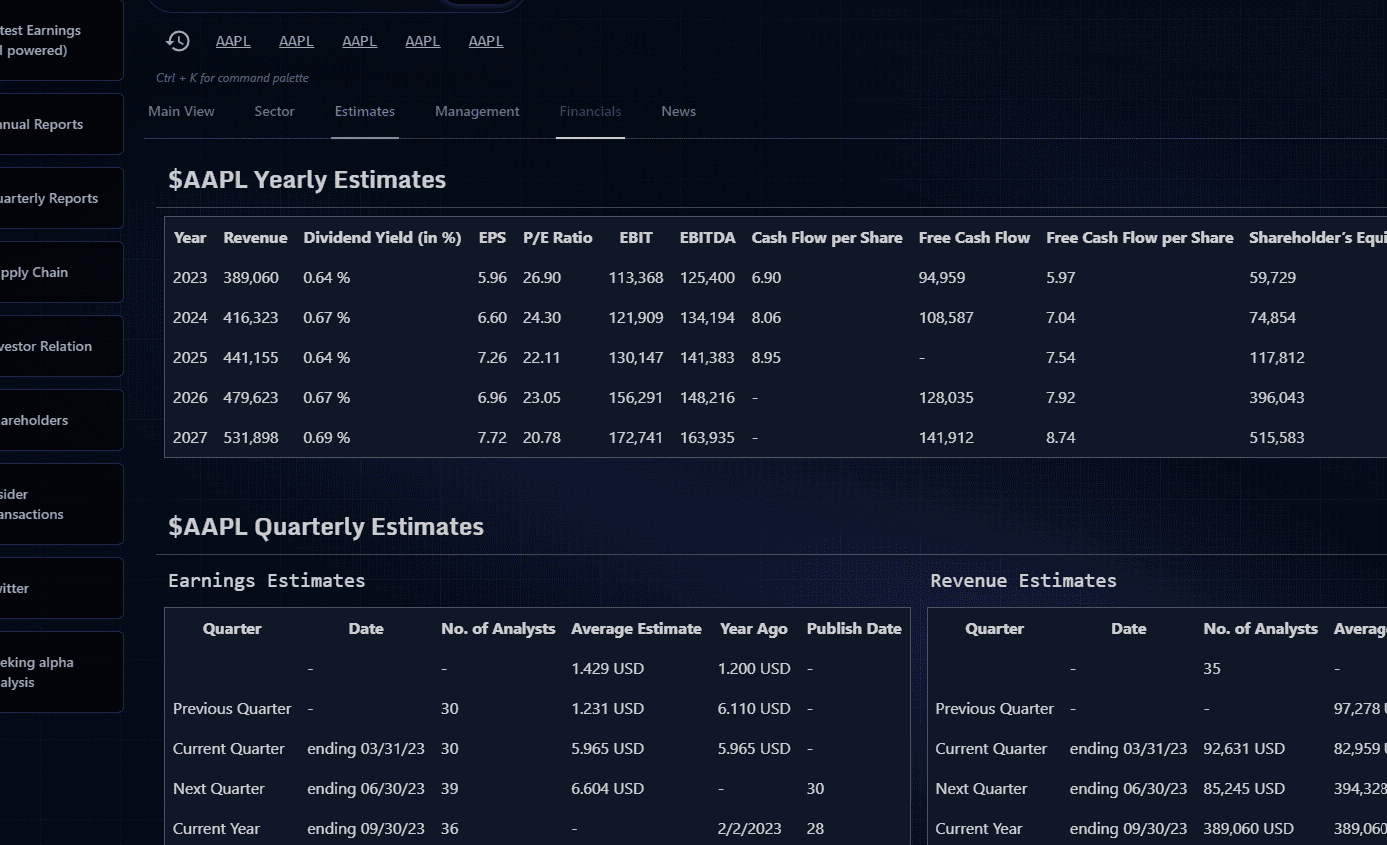 test Earnings
l powered)
nual Reports
uarterly Reports
pply Chain
vestor Relation
areholders
sider
ansactions
itter
eking alpha
alysis
AAPL AAPL AAPL AAPL AAPL
Ctrl + K for command palette
Main View Sector Estimates Management Financials News
$AAPL Yearly Estimates
Year Revenue Dividend Yield (in %) EPS P/E Ratio EBIT EBITDA Cash Flow per Share Free Cash Flow Free Cash Flow per Share Shareholder's Equi
2023 389,060 0.64 % 5.96 26.90 113,368 125,400 6.90 94,959 5.97 59,729
2024 416,323 0.67 % 6.60 24.30 121,909 134,194 8.06 108,587 7.04 74,854
2025 441,155 0.64 % 7.26 22.11 130,147 141,383 8.95 - 7.54 117,812
2026 479,623 0.67 % 6.96 23.05 156,291 148,216 - 128,035 7.92 396,043
2027 531,898 0.69 % 7.72 20.78 172,741 163,935 - 141,912 8.74 515,583
$AAPL Quarterly Estimates
Earnings Estimates
Quarter Date No. of Analysts Average Estimate Year Ago Publish Date
- - 1.429 USD 1.200 USD -
Previous Quarter - 30 1.231 USD 6.110 USD -
Current Quarter ending 03/31/23 30 5.965 USD 5.965 USD -
Next Quarter ending 06/30/23 39 6.604 USD - 30
Current Year ending 09/30/23 36 - 2/2/2023 28
Revenue Estimates
Quarter Date No. of Analysts Averag
- 35 -
Previous Quarter - - 97,278
Current Quarter ending 03/31/23 92,631 USD 82,959
Next Quarter ending 06/30/23 85,245 USD 394,328
Current Year ending 09/30/23 389,060 USD 389,060